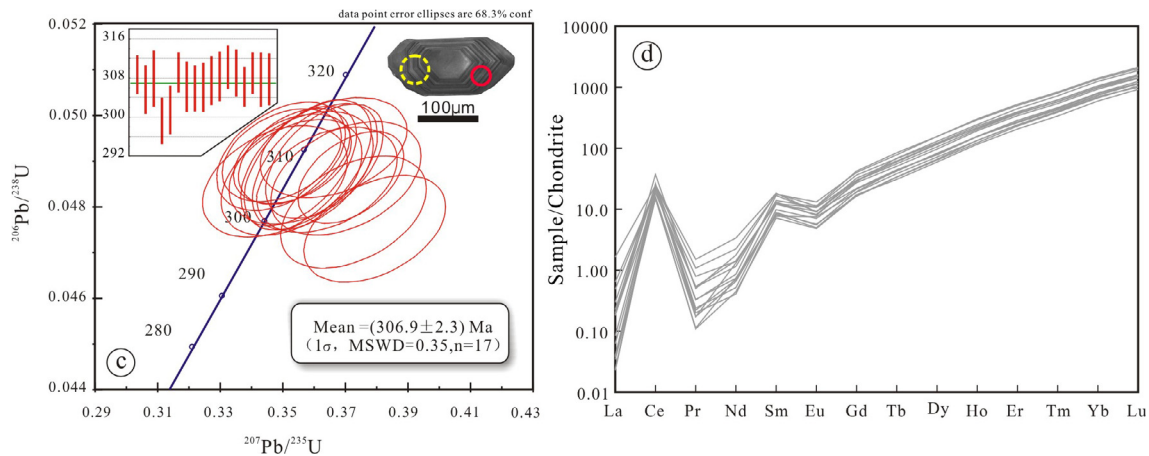 data point error ellipses are 68.3% conf
0.052
0.050
0.048
0.046
0.044
²⁰⁶Pb/²³⁸U
316
308
300
292
320
310
300
290
280
100μm
Mean =(306.9±2.3) Ma
(1σ, MSWD=0.35,n=17)
c
0.29 0.31 0.33 0.35 0.37 0.39 0.41 0.43
²⁰⁷Pb/²³⁵U
d
10000
1000
100
10.0
1.00
0.10
0.01
Sample/Chondrite
La Ce Pr Nd Sm Eu Gd Tb Dy Ho Er Tm Yb Lu